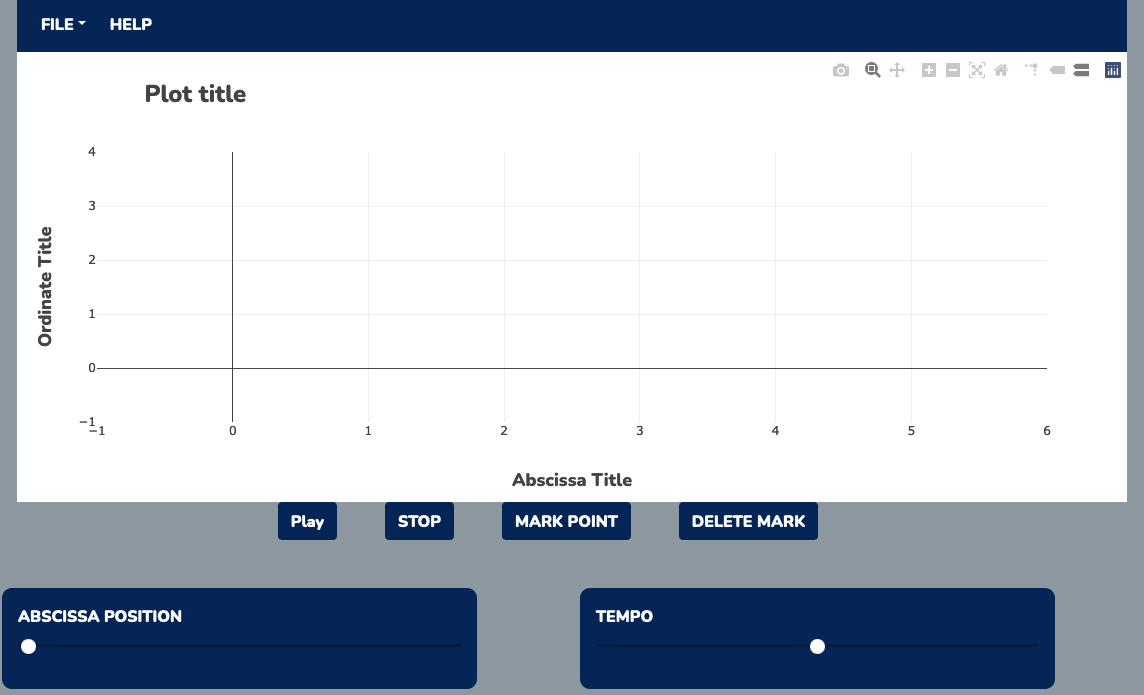 FILE HELP
Plot title
4
3
2
1
0
−1
Ordinate Title
−1 0 1 2 3 4 5 6
Abscissa Title
Play STOP MARK POINT DELETE MARK
ABSCISSA POSITION TEMPO